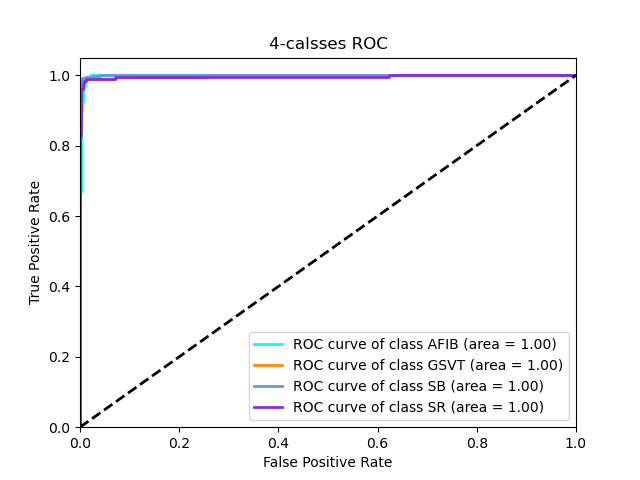 4-calsses ROC
True Positive Rate
1.0
0.8
0.6
0.4
0.2
0.0
ROC curve of class AFIB (area = 1.00)
ROC curve of class GSVT (area = 1.00)
ROC curve of class SB (area = 1.00)
ROC curve of class SR (area = 1.00)
0.0 0.2 0.4 0.6 0.8 1.0
False Positive Rate